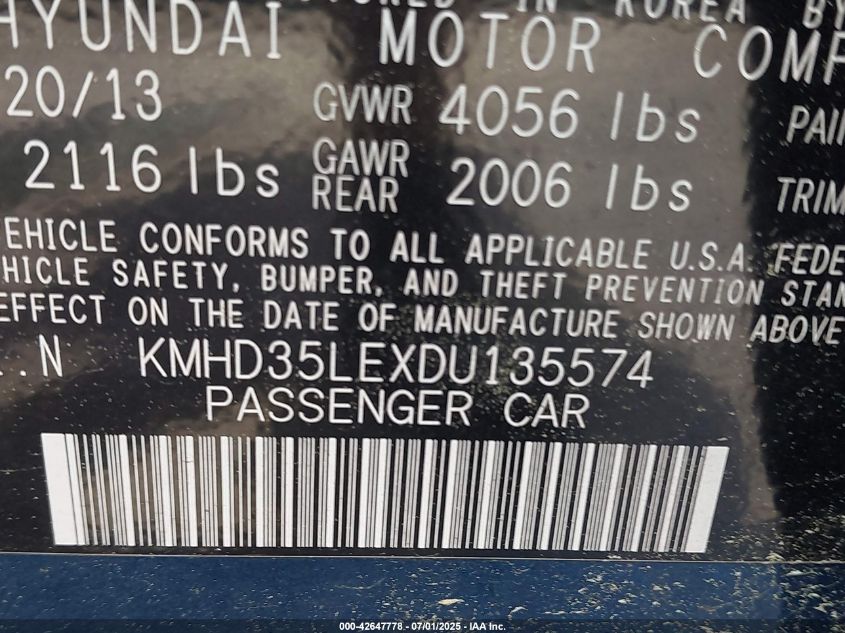 HYUNDAI MOTOR COMP
20/13 GVWR 4056 lbs PAI
2116 lbs GAWR REAR 2006 lbs TRIM
EHICLE CONFORMS TO ALL APPLICABLE U.S.A. FEDE
HICLE SAFETY, BUMPER, AND THEFT PREVENTION STAN
EFFECT ON THE DATE OF MANUFACTURE SHOWN ABOVE
..N KMHD35LEXDU135574
PASSENGER CAR
000-42647778 - 07/01/2025 - IAA Inc.